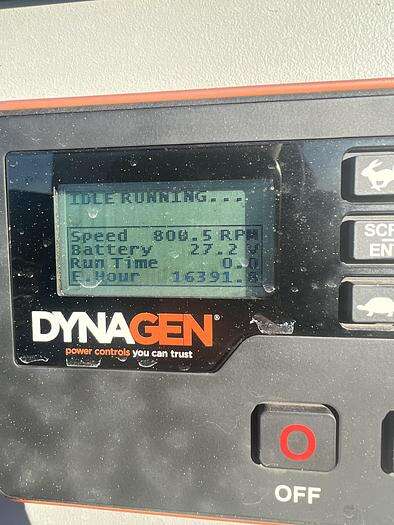 IDLE RUNNING...
Speed 800.5 RPM
Battery 27.2 V
Run Time 0.0
E.Hour 16391.8
SCR
EN
DYNAGEN®
power controls you can trust
O
OFF